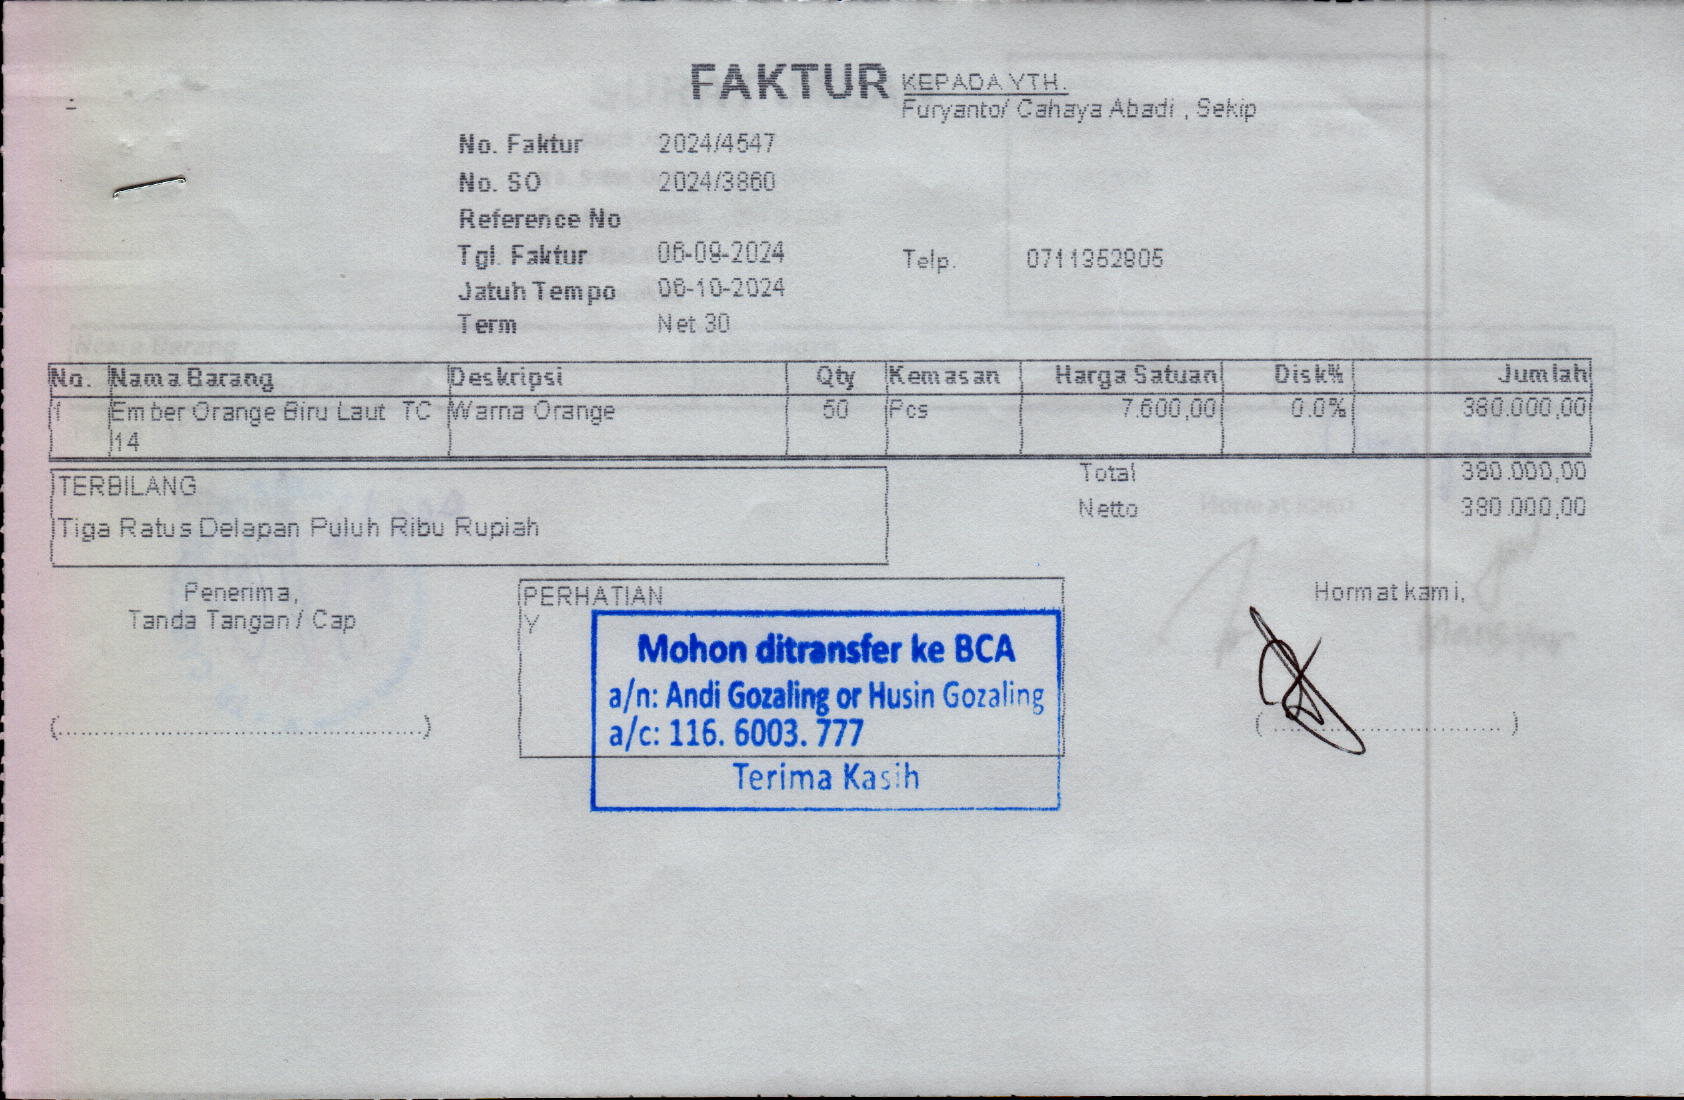 FAKTUR
KEPADA YTH.
Furyanto/ Cahaya Abadi , Sekip
No. Faktur 2024/4547
No. SO 2024/3860
Reference No
Tgl. Faktur 06-09-2024
Telp. 0711352805
Jatuh Tempo 06-10-2024
Term Net 30
No. Nama Barang Deskripsi Qty Kemasan Harga Satuan Disk% Jumlah
1 Ember Orange Biru Laut TC Warna Orange 50 Pcs 7.600,00 0.0% 380.000,00
14
Total 380.000,00
TERBILANG
Netto 380.000,00
Tiga Ratus Delapan Puluh Ribu Rupiah
Penerima,
Tanda Tangan / Cap
(..............................................)
PERHATIAN
Y
Mohon ditransfer ke BCA
a/n: Andi Gozaling or Husin Gozaling
a/c: 116. 6003. 777
Terima Kasih
Hormat kami,
( ................................ )